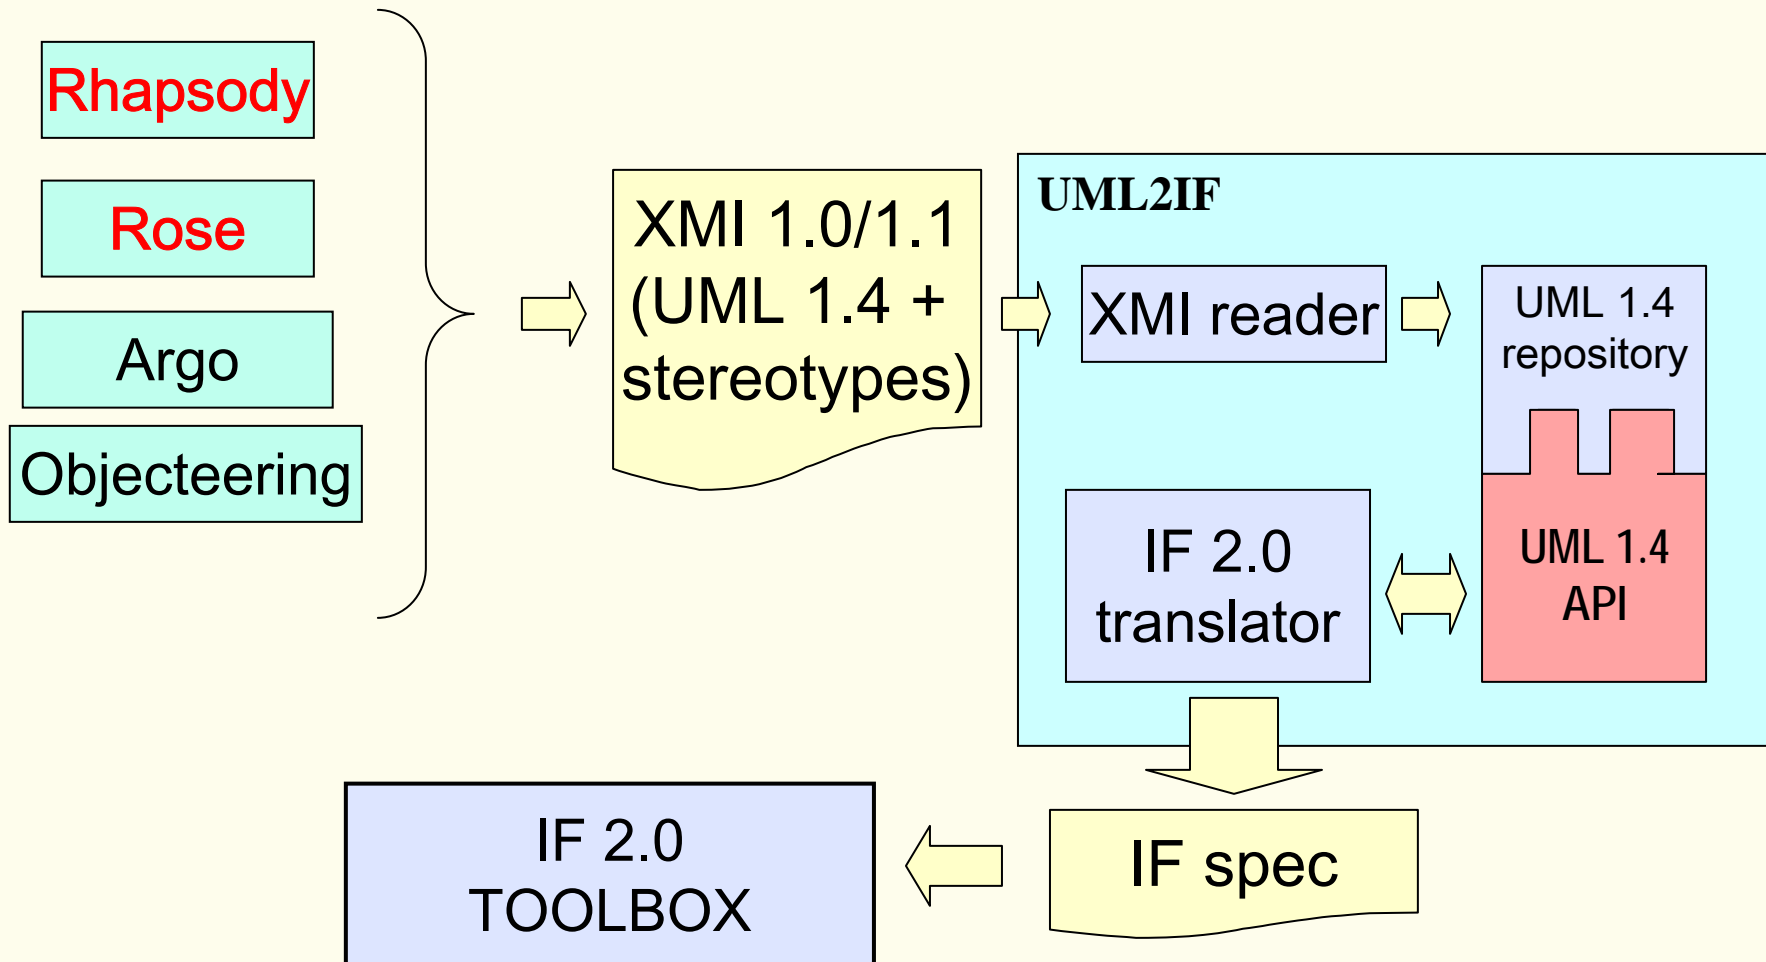 Rhapsody
Rose
Argo
Objecteering
XMI 1.0/1.1
(UML 1.4 +
stereotypes)
UML2IF
XMI reader
UML 1.4
repository
IF 2.0
translator
UML 1.4
API
IF spec
IF 2.0
TOOLBOX